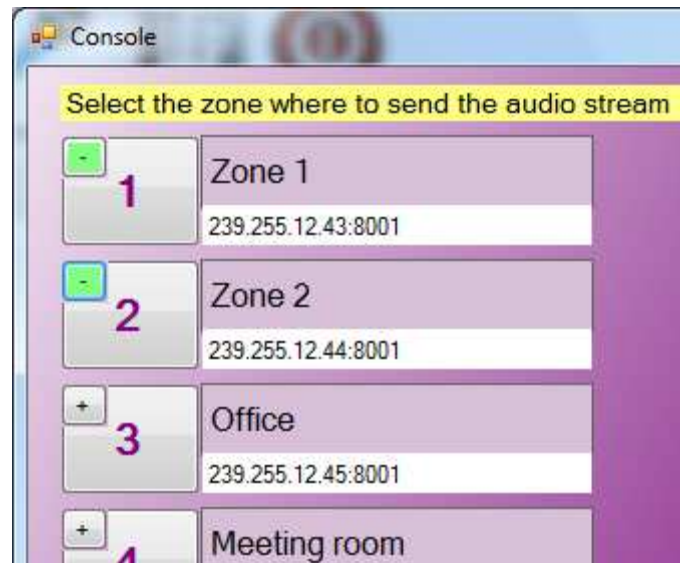 Console
Select the zone where to send the audio stream
-
1
Zone 1
239.255.12.43:8001
-
2
Zone 2
239.255.12.44:8001
+
3
Office
239.255.12.45:8001
+
4
Meeting room